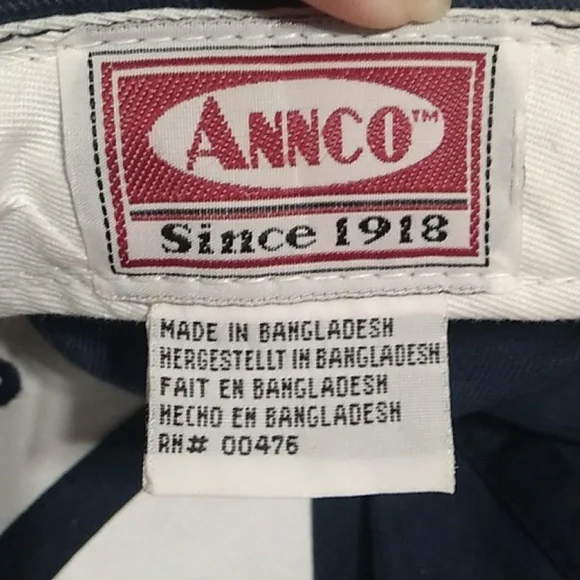 ANNCO™
Since 1918
MADE IN BANGLADESH
HERGESTELLT IN BANGLADESH
FAIT EN BANGLADESH
HECHO EN BANGLADESH
RN# 00476